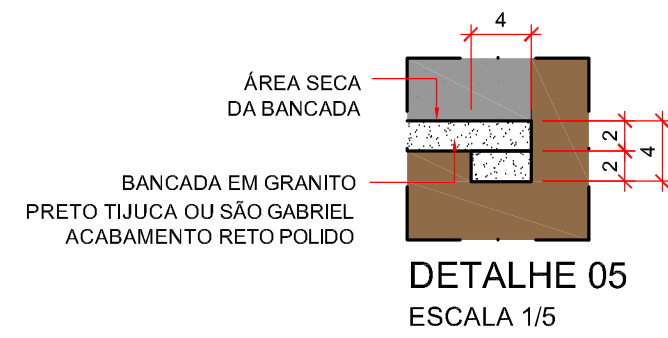 4
ÁREA SECA
DA BANCADA
2
2
4
BANCADA EM GRANITO
PRETO TIJUCA OU SÃO GABRIEL
ACABAMENTO RETO POLIDO
DETALHE 05
ESCALA 1/5